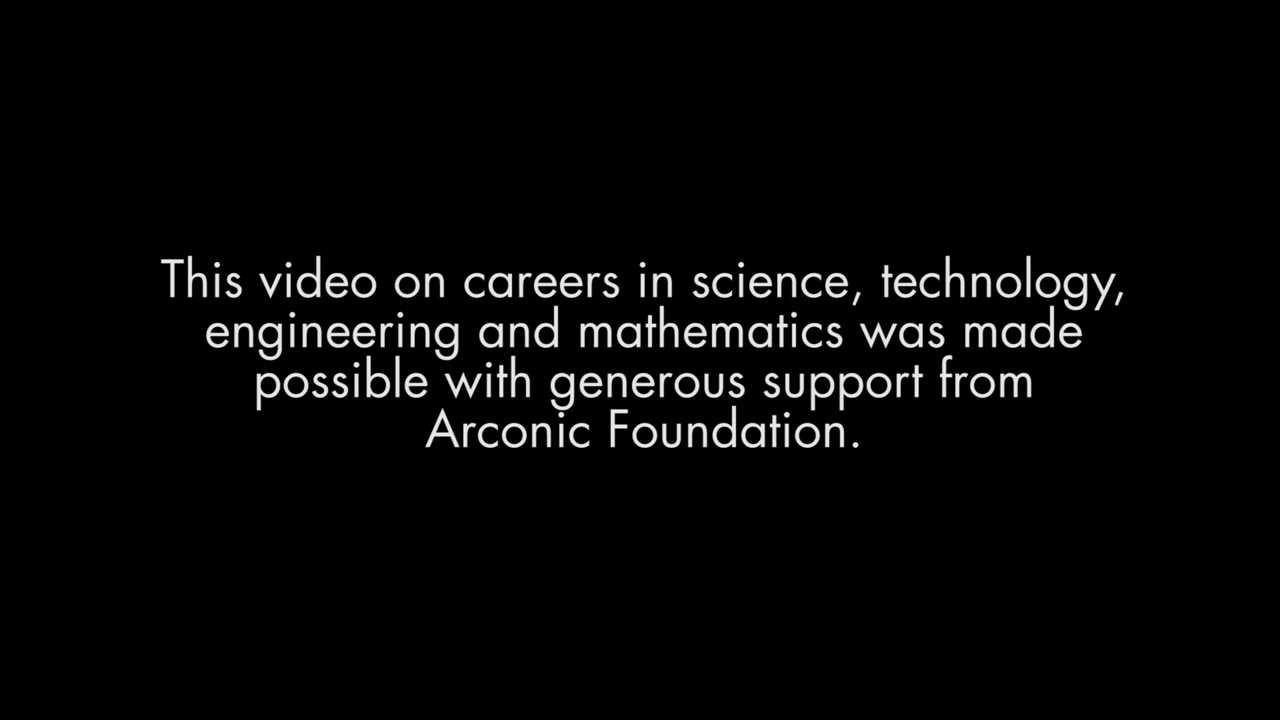 This video on careers in science, technology,
engineering and mathematics was made
possible with generous support from
Arconic Foundation.